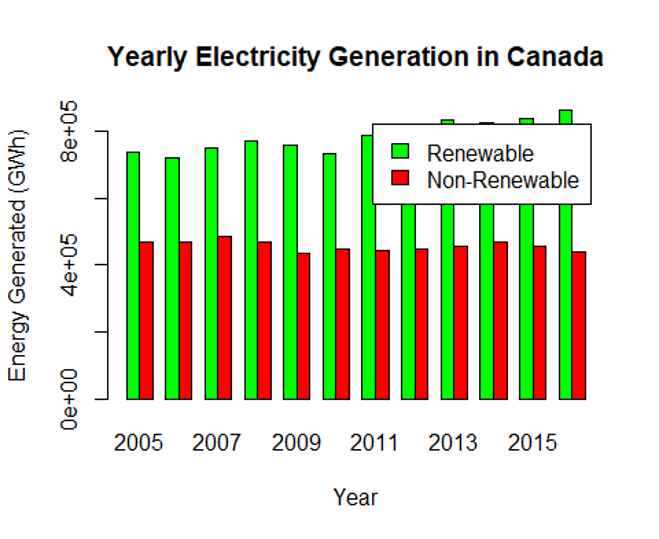 Yearly Electricity Generation in Canada
Energy Generated (GWh)
8e+05
4e+05
0e+00
Renewable
Non-Renewable
2005 2007 2009 2011 2013 2015
Year